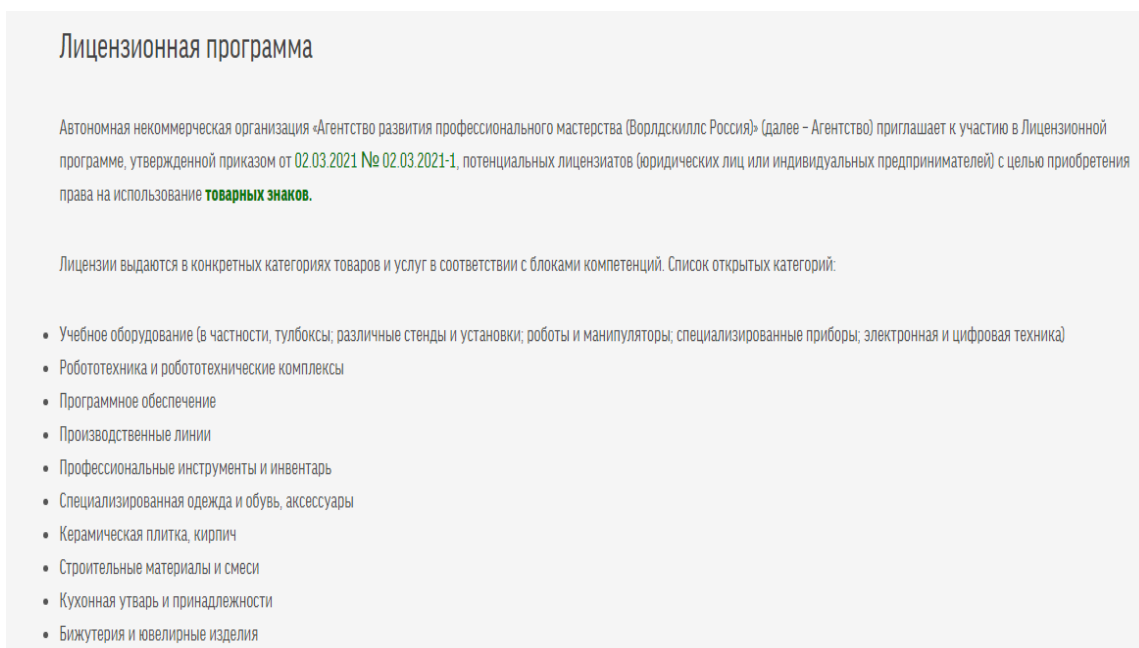 Лицензионная программа
Автономная некоммерческая организация «Агентство развития профессионального мастерства (Ворлдскиллс Россия)» (далее – Агентство) приглашает к участию в Лицензионной
программе, утвержденной приказом от 02.03.2021 № 02.03.2021-1, потенциальных лицензиатов (юридических лиц или индивидуальных предпринимателей) с целью приобретения
права на использование товарных знаков.
Лицензии выдаются в конкретных категориях товаров и услуг в соответствии с блоками компетенций. Список открытых категорий:
• Учебное оборудование (в частности, тулбоксы; различные стенды и установки; роботы и манипуляторы; специализированные приборы; электронная и цифровая техника)
• Робототехника и робототехнические комплексы
• Программное обеспечение
• Производственные линии
• Профессиональные инструменты и инвентарь
• Специализированная одежда и обувь, аксессуары
• Керамическая плитка, кирпич
• Строительные материалы и смеси
• Кухонная утварь и принадлежности
• Бижутерия и ювелирные изделия